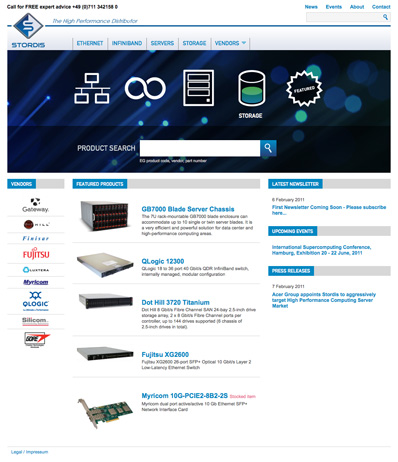 Call for FREE expert advice +49 (0)711 342158 0
News Events About Contact
The High Performance Distributor
STORDIS
ETHERNET INFINIBAND SERVERS STORAGE VENDORS
FEATURED
STORAGE
PRODUCT SEARCH
EG product code, vendor, part number
VENDORS
Gateway
Finisar
FUJITSU
LUXTERA
Myricom
QLOGIC
Silicom
GORE
FEATURED PRODUCTS
GB7000 Blade Server Chassis
The 7U rack-mountable GB7000 blade enclosure can
accommodate up to 10 single or twin server blades. It is a
very efficient and powerful solution for data center and
high-performance computing areas.
QLogic 12300
QLogic 18 to 36 port 40 Gbit/s QDR InfiniBand switch,
internally managed, modular configuration
Dot Hill 3720 Titanium
Dot Hill 8 Gbit/s Fibre Channel SAN 24-bay 2.5-inch drive
storage array, 2 x 8 Gbit/s Fibre Channel ports per
controller, up to 144 drives supported (6 chassis of
2.5-inch drives in total).
Fujitsu XG2600
Fujitsu XG2600 26-port SFP+ Optical 10 Gbit/s Layer 2
Low-Latency Ethernet Switch
Myricom 10G-PCIE2-8B2-2S Stocked item
Myricom dual port active/active 10 Gb Ethernet SFP+
Network Interface Card
LATEST NEWSLETTER
6 February 2011
First Newsletter Coming Soon - Please subscribe
here...
UPCOMING EVENTS
International Supercomputing Conference,
Hamburg, Exhibition 20 - 22 June, 2011
PRESS RELEASES
7 February 2011
Acer Group appoints Stordis to aggressively
target High Performance Computing Server
Market
Legal / Impressum